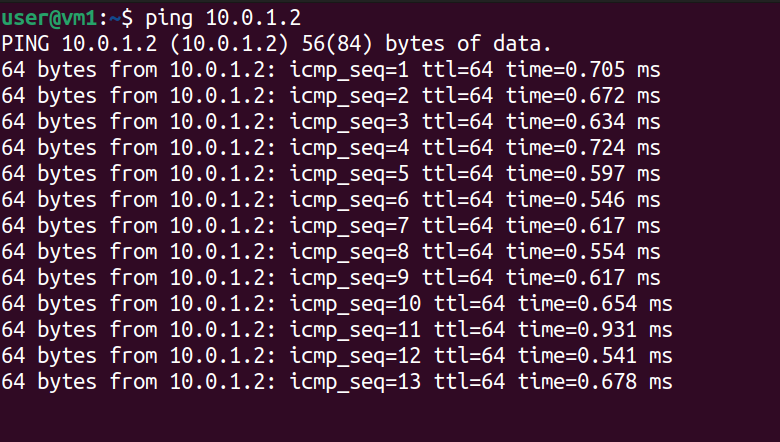 user@vm1:~$ ping 10.0.1.2
PING 10.0.1.2 (10.0.1.2) 56(84) bytes of data.
64 bytes from 10.0.1.2: icmp_seq=1 ttl=64 time=0.705 ms
64 bytes from 10.0.1.2: icmp_seq=2 ttl=64 time=0.672 ms
64 bytes from 10.0.1.2: icmp_seq=3 ttl=64 time=0.634 ms
64 bytes from 10.0.1.2: icmp_seq=4 ttl=64 time=0.724 ms
64 bytes from 10.0.1.2: icmp_seq=5 ttl=64 time=0.597 ms
64 bytes from 10.0.1.2: icmp_seq=6 ttl=64 time=0.546 ms
64 bytes from 10.0.1.2: icmp_seq=7 ttl=64 time=0.617 ms
64 bytes from 10.0.1.2: icmp_seq=8 ttl=64 time=0.554 ms
64 bytes from 10.0.1.2: icmp_seq=9 ttl=64 time=0.617 ms
64 bytes from 10.0.1.2: icmp_seq=10 ttl=64 time=0.654 ms
64 bytes from 10.0.1.2: icmp_seq=11 ttl=64 time=0.931 ms
64 bytes from 10.0.1.2: icmp_seq=12 ttl=64 time=0.541 ms
64 bytes from 10.0.1.2: icmp_seq=13 ttl=64 time=0.678 ms